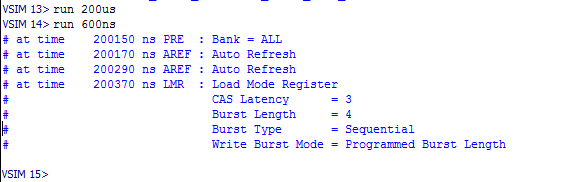 VSIM 13> run 200us
VSIM 14> run 600ns
# at time    200150 ns PRE  : Bank = ALL
# at time    200170 ns AREF : Auto Refresh
# at time    200290 ns AREF : Auto Refresh
# at time    200370 ns LMR  : Load Mode Register
#                             CAS Latency      = 3
#                             Burst Length     = 4
#                             Burst Type       = Sequential
#                             Write Burst Mode = Programmed Burst Length
VSIM 15>